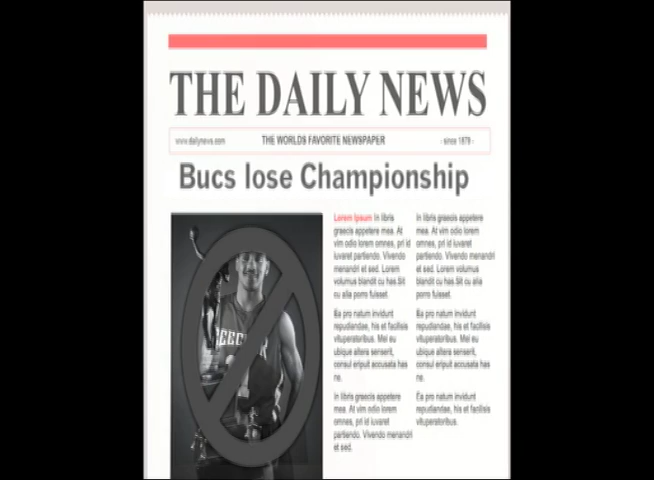 THE DAILY NEWS
www.dailynews.com THE WORLDS FAVORITE NEWSPAPER - since 1879 -
Bucs lose Championship
Lorem Ipsum In libris
graecis appetere
mea. At
vim odio lorem
omnes, pri id
iuvaret
partiendo. Vivendo
menandri et
et sed. Lorem
volumus
blandit cu has.Sit
eu alia porro
fuisset.
Ea pro natum invidunt
repudiandae, his et facilisis
vituperatoribus. Mei eu
ubique altera senserit,
consul eripuit accusata has
ne.
In libris graecis appetere
mea. At vim odio lorem
omnes, pri id iuvaret
partiendo. Vivendo menandri
et sed.
In libris
graecis appetere
mea. At
vim odio lorem
omnes, pri id
iuvaret
partiendo. Vivendo
menandri et sed. Lorem
volumus blandit cu has.Sit
eu alia porro fuisset.
Ea pro natum invidunt
repudiandae, his et facilisis
vituperatoribus. Mei eu
ubique altera senserit,
consul eripuit accusata has
ne.
Ea pro natum invidunt
repudiandae, his et facilisis
vituperatoribus.